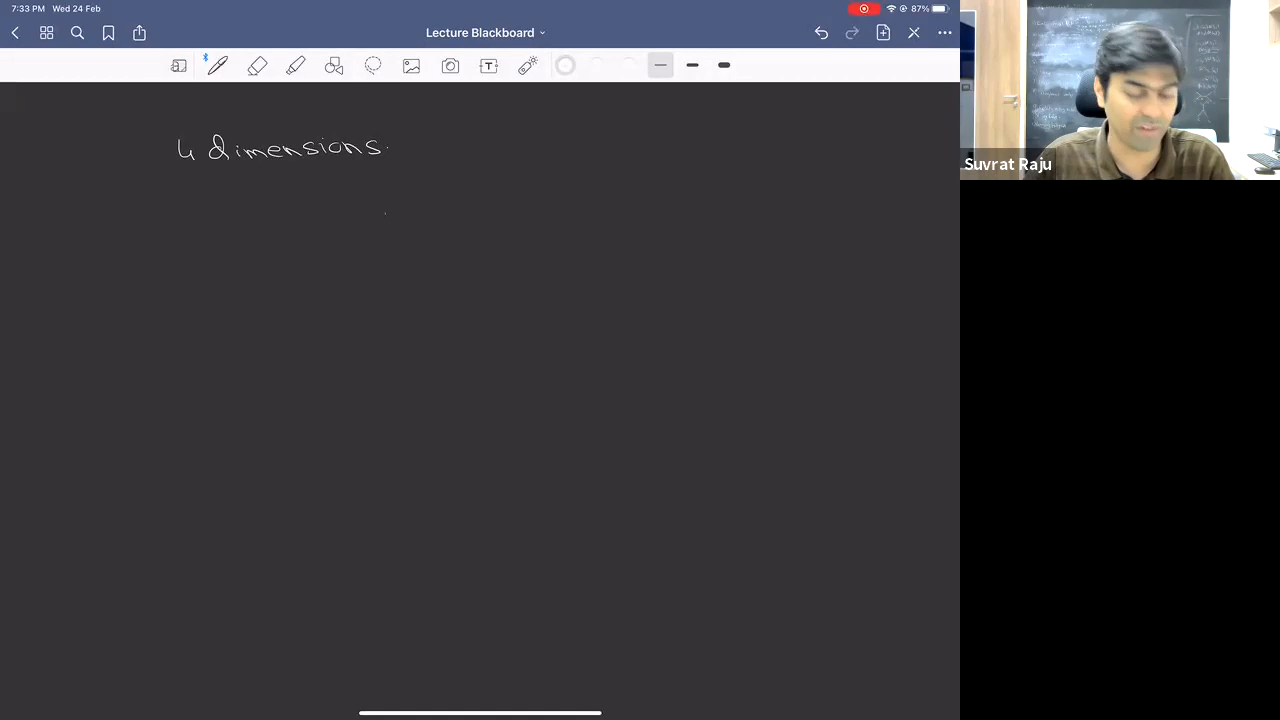 7:33 PM Wed 24 Feb
87%
Lecture Blackboard
T
4 dimensions.
Suvrat Raju